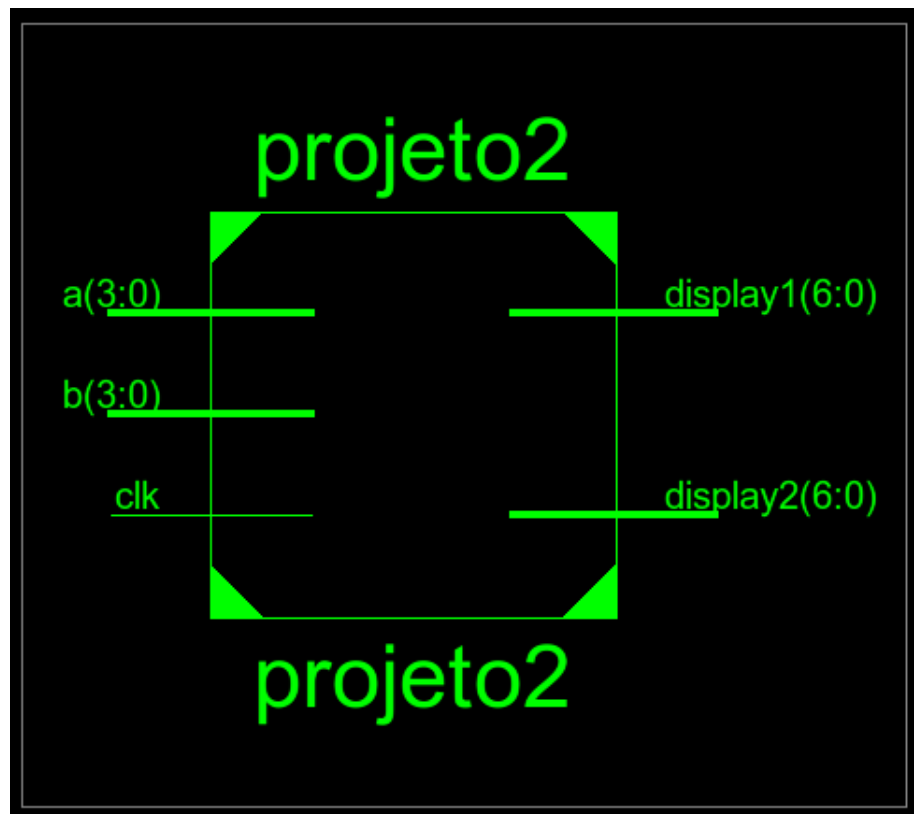 projeto2
a(3:0)
display1(6:0)
b(3:0)
clk
display2(6:0)
projeto2